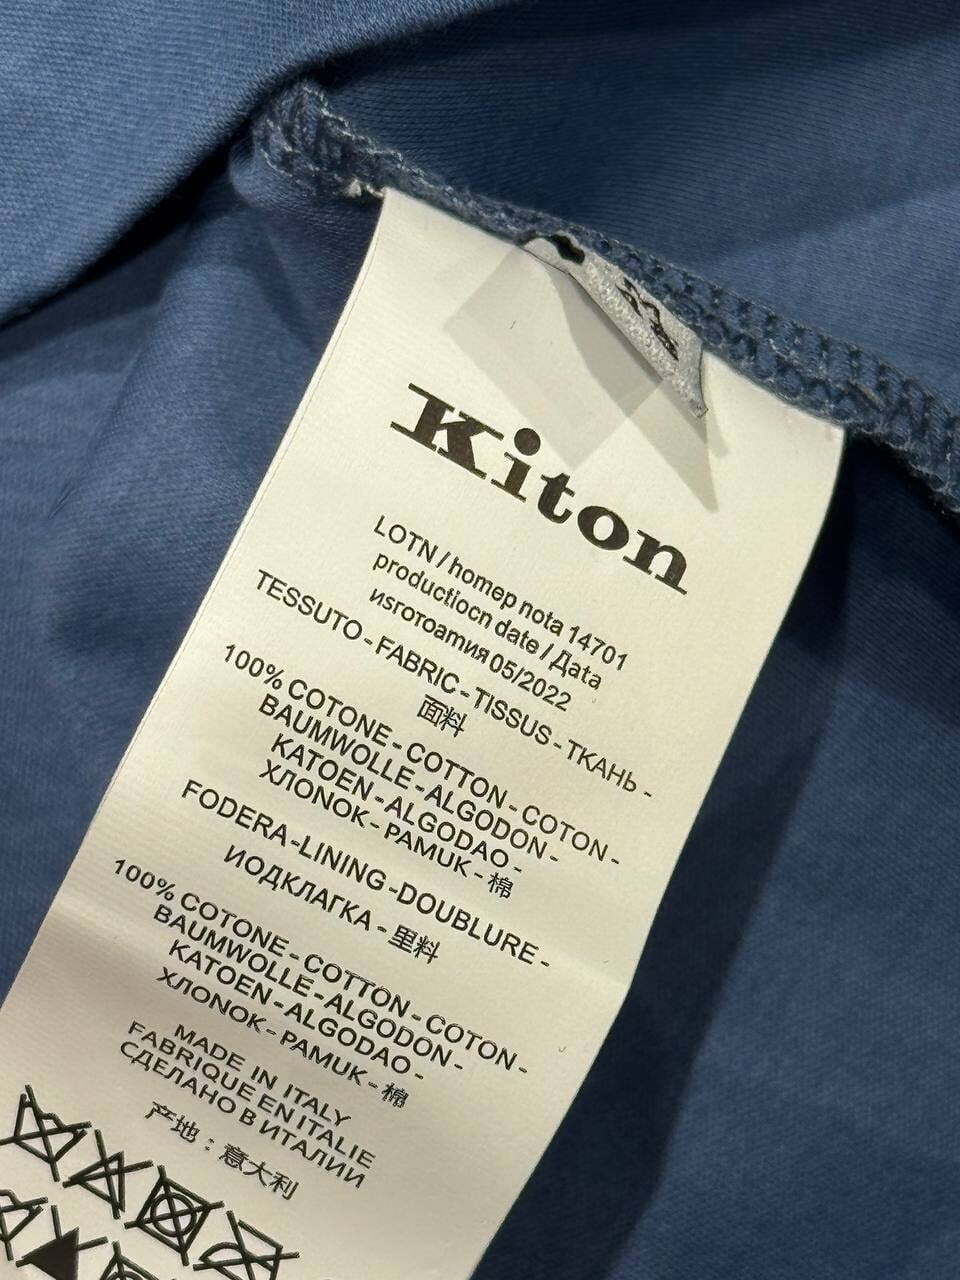 Kiton
LOTN / homep nota 14701
productiocn date / Дata
изготоатия 05/2022
TESSUTO - FABRIC - TISSUS - ТКАНЬ -
面料
100% COTONE - COTTON - COTON -
BAUMWOLLE - ALGODON -
KATOEN - ALGODAO -
ХЛОNОK - PAMUK - 棉
FODERA -LINING -DOUBLURE -
ИОДКЛАГКА - 里料
100% COTONE - COTTON - COTON -
BAUMWOLLE - ALGODON -
KATOEN - ALGODAO -
ХЛОNОK - PAMUK - 棉
MADE IN ITALY
FABRIQUE EN ITALIE
СДЕЛАНО В ИТАЛИИ
产地：意大利